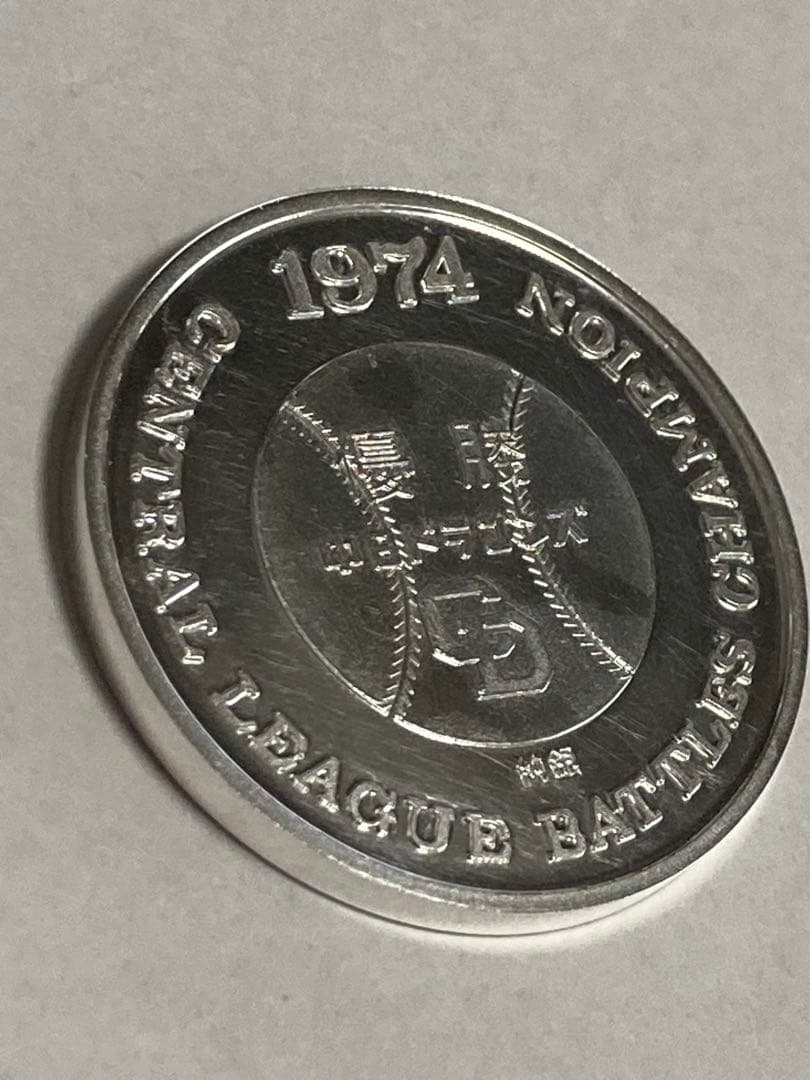 1974
CENTRAL LEAGUE BATTLES CHAMPION
優勝
中日ドラゴンズ
CD
純銀